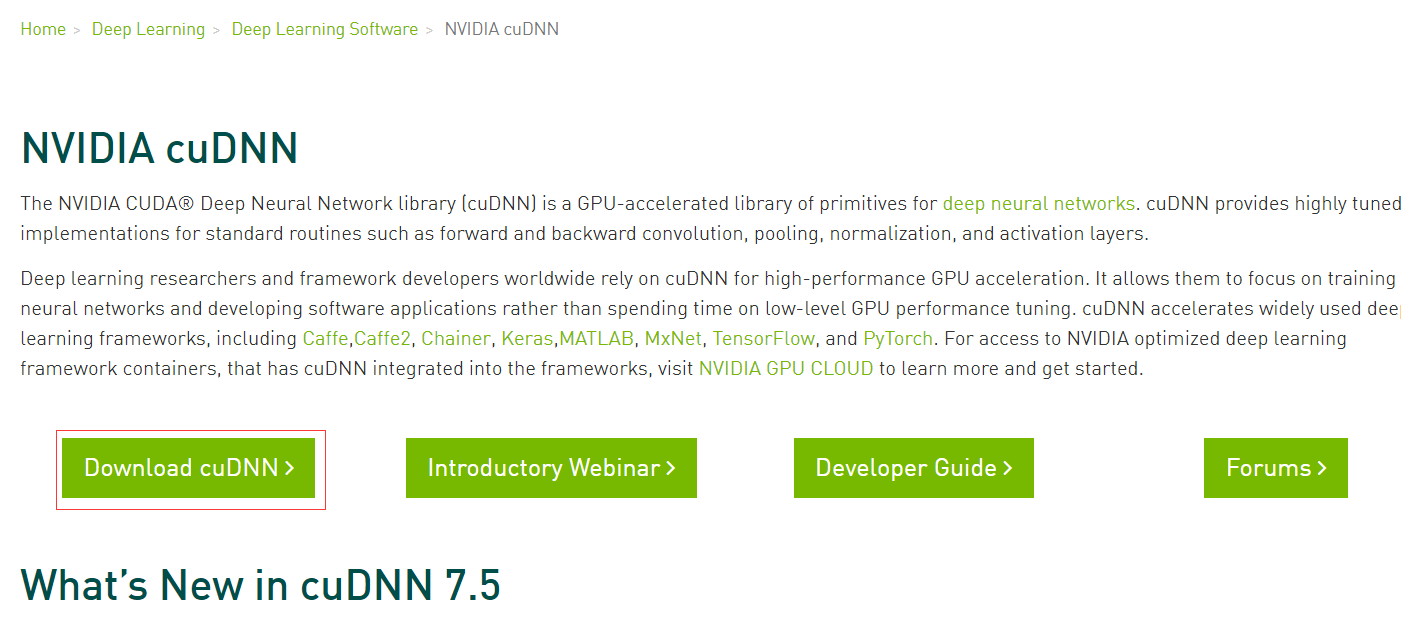 Home > Deep Learning > Deep Learning Software > NVIDIA cuDNN
NVIDIA cuDNN
The NVIDIA CUDA® Deep Neural Network library (cuDNN) is a GPU-accelerated library of primitives for deep neural networks. cuDNN provides highly tuned
implementations for standard routines such as forward and backward convolution, pooling, normalization, and activation layers.
Deep learning researchers and framework developers worldwide rely on cuDNN for high-performance GPU acceleration. It allows them to focus on training
neural networks and developing software applications rather than spending time on low-level GPU performance tuning. cuDNN accelerates widely used deep
learning frameworks, including Caffe,Caffe2, Chainer, Keras,MATLAB, MxNet, TensorFlow, and PyTorch. For access to NVIDIA optimized deep learning
framework containers, that has cuDNN integrated into the frameworks, visit NVIDIA GPU CLOUD to learn more and get started.
Download cuDNN > Introductory Webinar > Developer Guide > Forums >
What's New in cuDNN 7.5